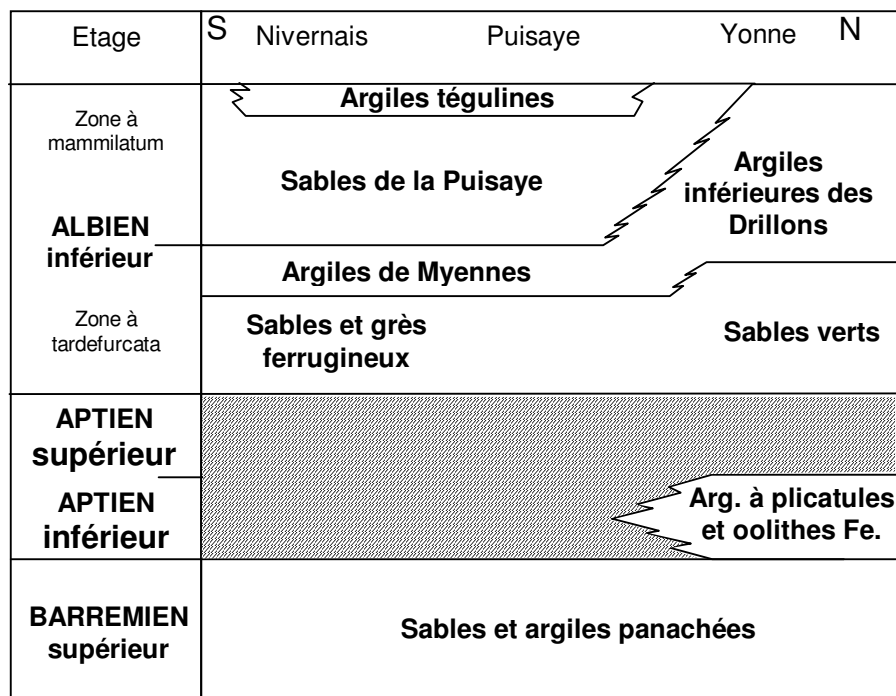 Etage
S Nivernais Puisaye Yonne N
Zone à
mammilatum
ALBIEN
inférieur
Zone à
tardefurcata
Argiles tégulines
Sables de la Puisaye
Argiles
inférieures des
Drillons
Argiles de Myennes
Sables et grès
ferrugineux
Sables verts
APTIEN
supérieur
APTIEN
inférieur
Arg. à plicatules
et oolithes Fe.
BARREMIEN
supérieur
Sables et argiles panachées